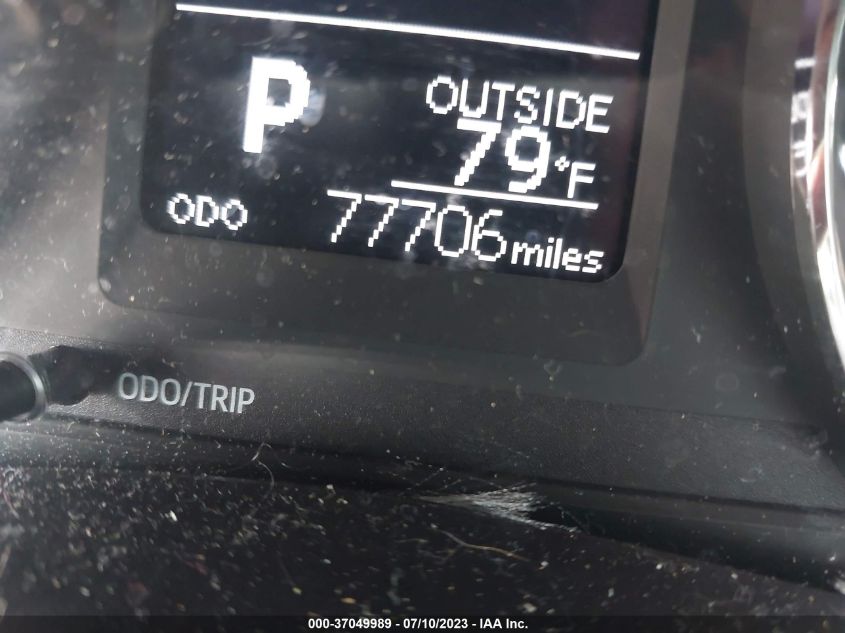 P
OUTSIDE
79°F
ODO 77706 miles
ODO/TRIP
000-37049989 - 07/10/2023 - IAA Inc.